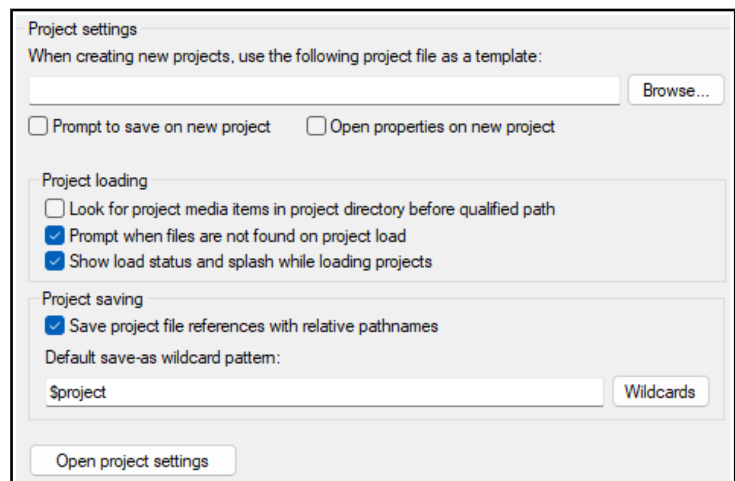 Project settings
When creating new projects, use the following project file as a template:
Browse...
Prompt to save on new project
Open properties on new project
Project loading
Look for project media items in project directory before qualified path
Prompt when files are not found on project load
Show load status and splash while loading projects
Project saving
Save project file references with relative pathnames
Default save-as wildcard pattern:
$project
Wildcards
Open project settings